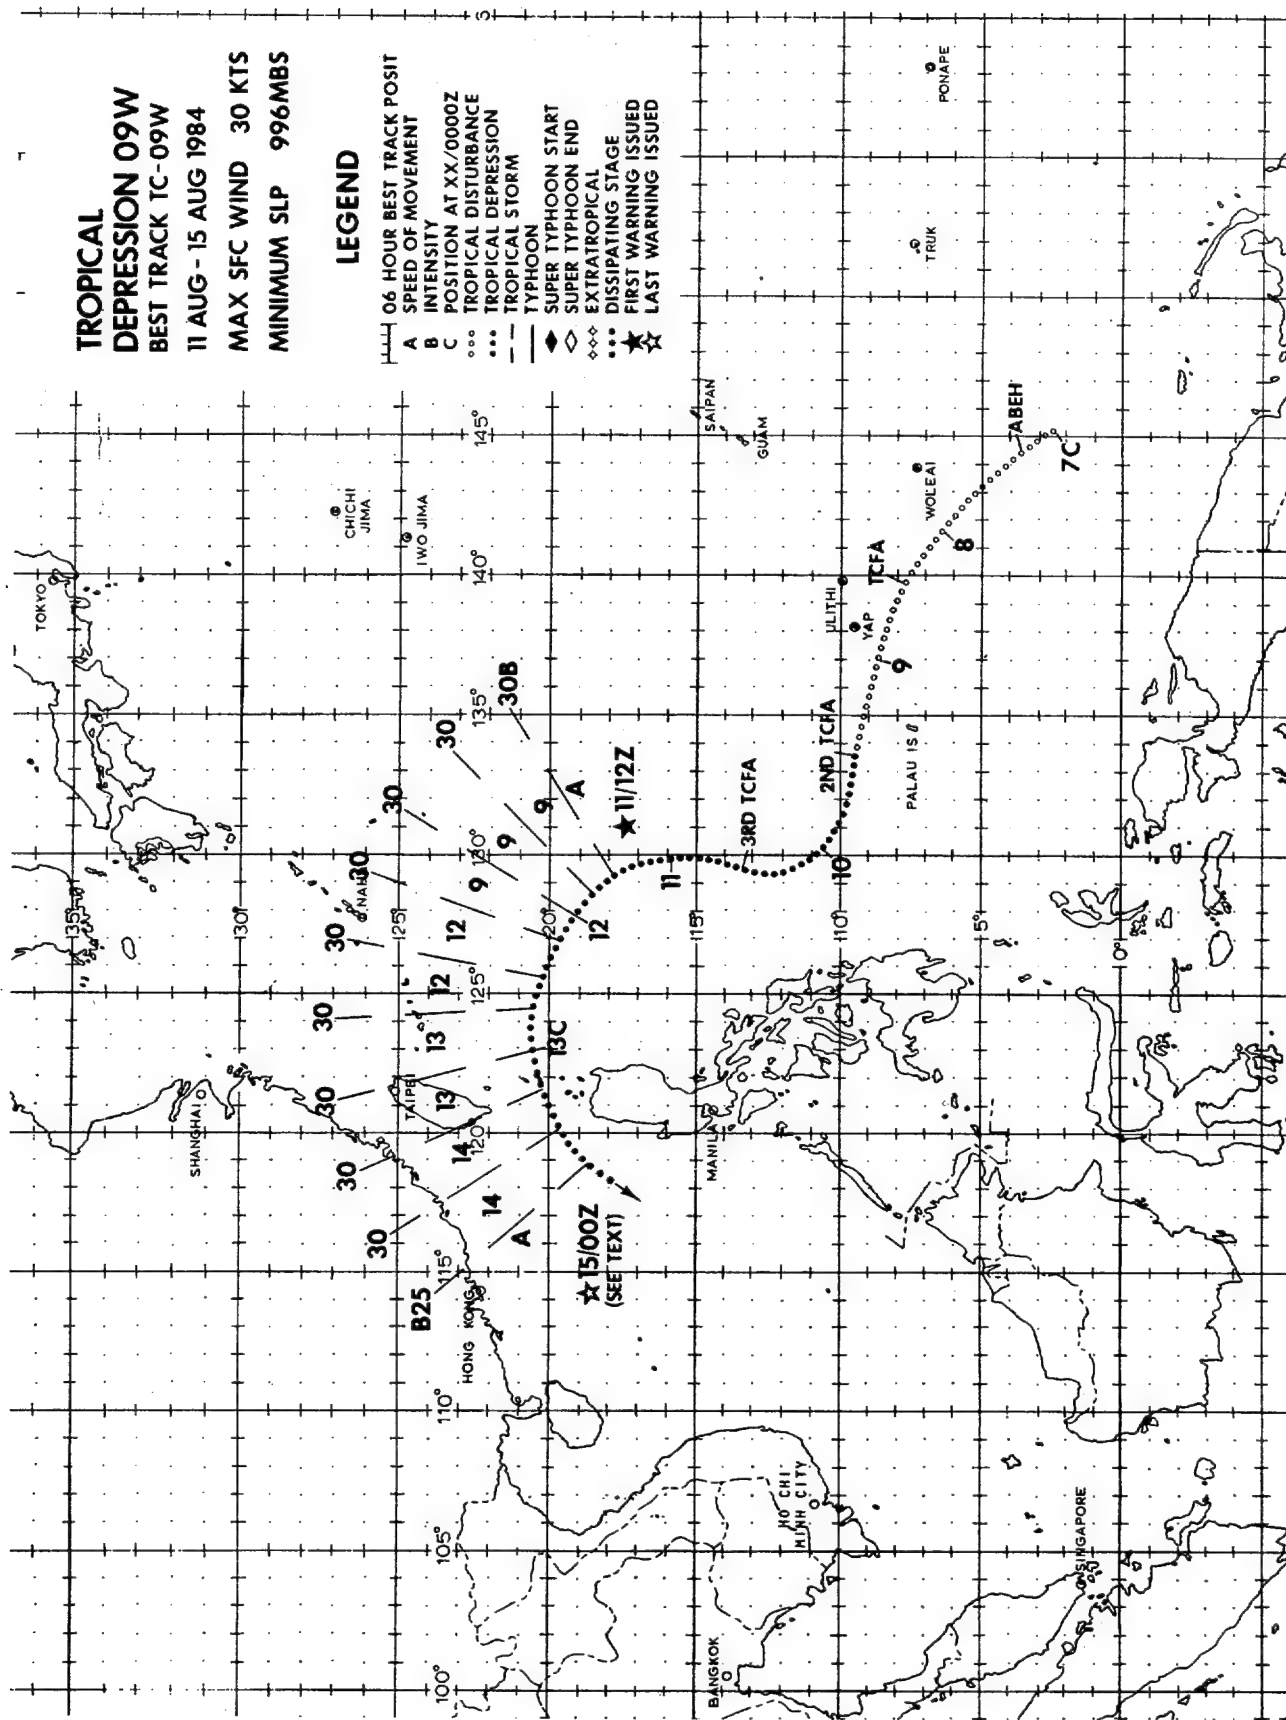 TROPICAL
DEPRESSION 09W
BEST TRACK TC-09W
11 AUG - 15 AUG 1984
MAX SFC WIND 30 KTS
MINIMUM SLP 996MBS
LEGEND
06 HOUR BEST TRACK POSIT
A SPEED OF MOVEMENT
B INTENSITY
C POSITION AT XX/0000Z
TROPICAL DISTURBANCE
TROPICAL DEPRESSION
TROPICAL STORM
TYPHOON
SUPER TYPHOON START
SUPER TYPHOON END
EXTRATROPICAL
DISSIPATING STAGE
FIRST WARNING ISSUED
LAST WARNING ISSUED
TOKYO
SHANGHAI
NAHA
CHICHI
JIMA
IWO JIMA
TAIPEI
HONG KONG
MANILA
SAIPAN
GUAM
ULITHI
YAP
WOLEAI
TRUK
PONAPE
PALAU IS
BANGKOK
HO CHI
MINH CITY
SINGAPORE
35°
30°
25°
20°
15°
10°
5°
0°
100°
105°
110°
115°
120°
125°
130°
135°
140°
145°
B25
30
30
30
30
30
30
30
30
30B
A
14
14
13
13
12
12
12
9
9
9
A
★ 11/12Z
☆ 15/00Z
(SEE TEXT)
13C
12
11
10
9
8
7C
3RD TCFA
2ND TCFA
TCFA
ABEH